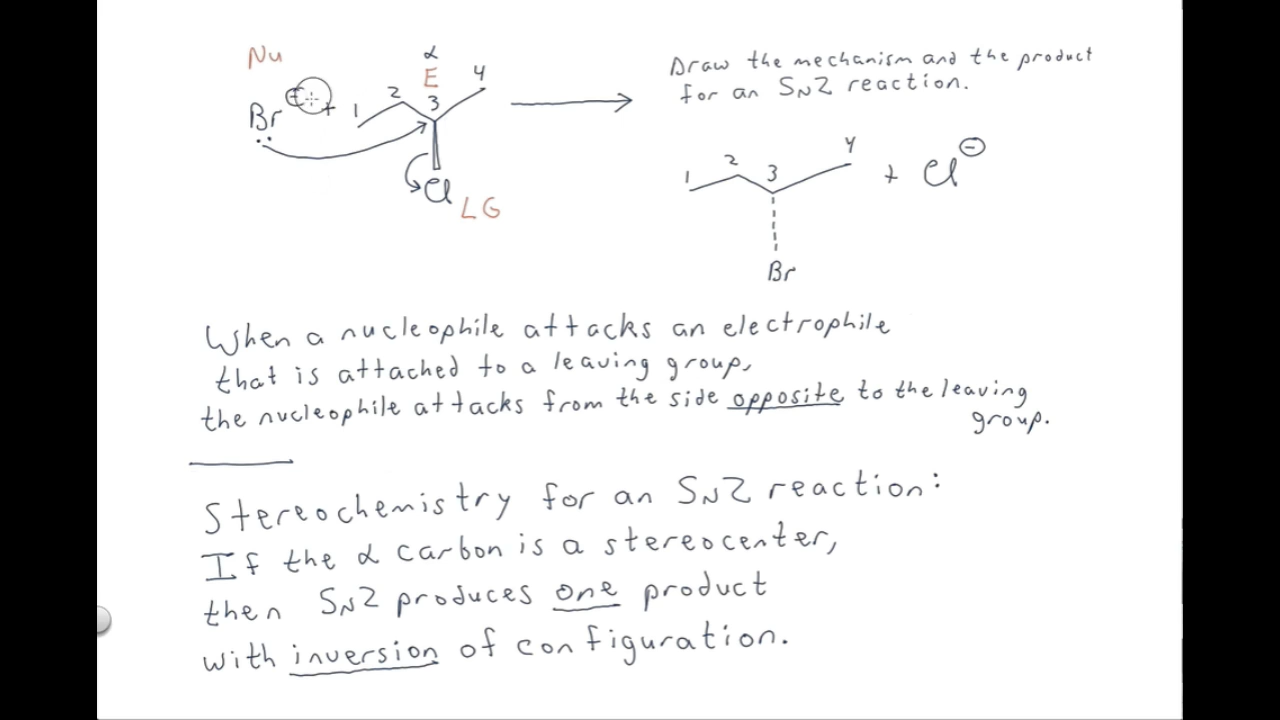 Nu
α
E
Br ⊖ + 1 2 3 4
Cl
LG
Draw the mechanism and the product
for an SN2 reaction.
1 2 3 4 + Cl ⊖
Br
When a nucleophile attacks an electrophile
that is attached to a leaving group,
the nucleophile attacks from the side opposite to the leaving
group.
Stereochemistry for an SN2 reaction:
If the α carbon is a stereocenter,
then SN2 produces one product
with inversion of configuration.